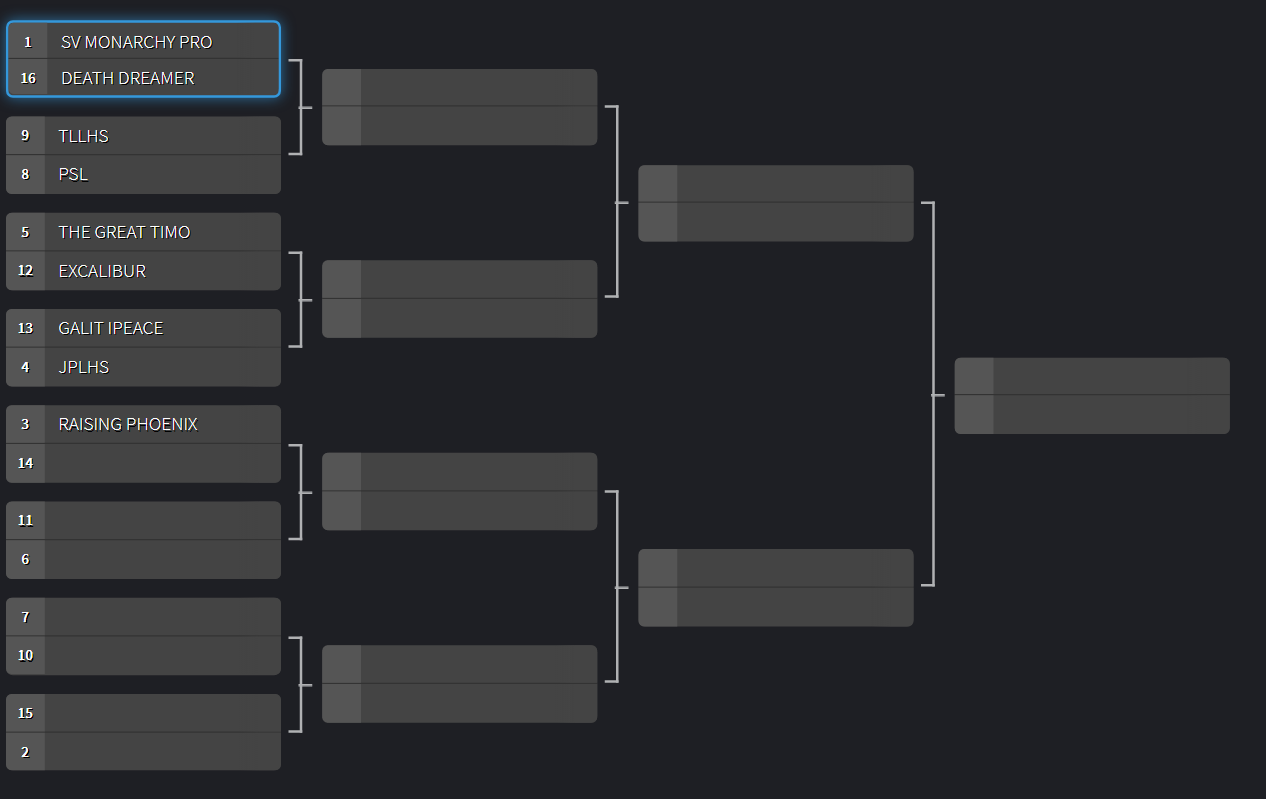 1 SV MONARCHY PRO
16 DEATH DREAMER
9 TLLHS
8 PSL
5 THE GREAT TIMO
12 EXCALIBUR
13 GALIT IPEACE
4 JPLHS
3 RAISING PHOENIX
14
11
6
7
10
15
2